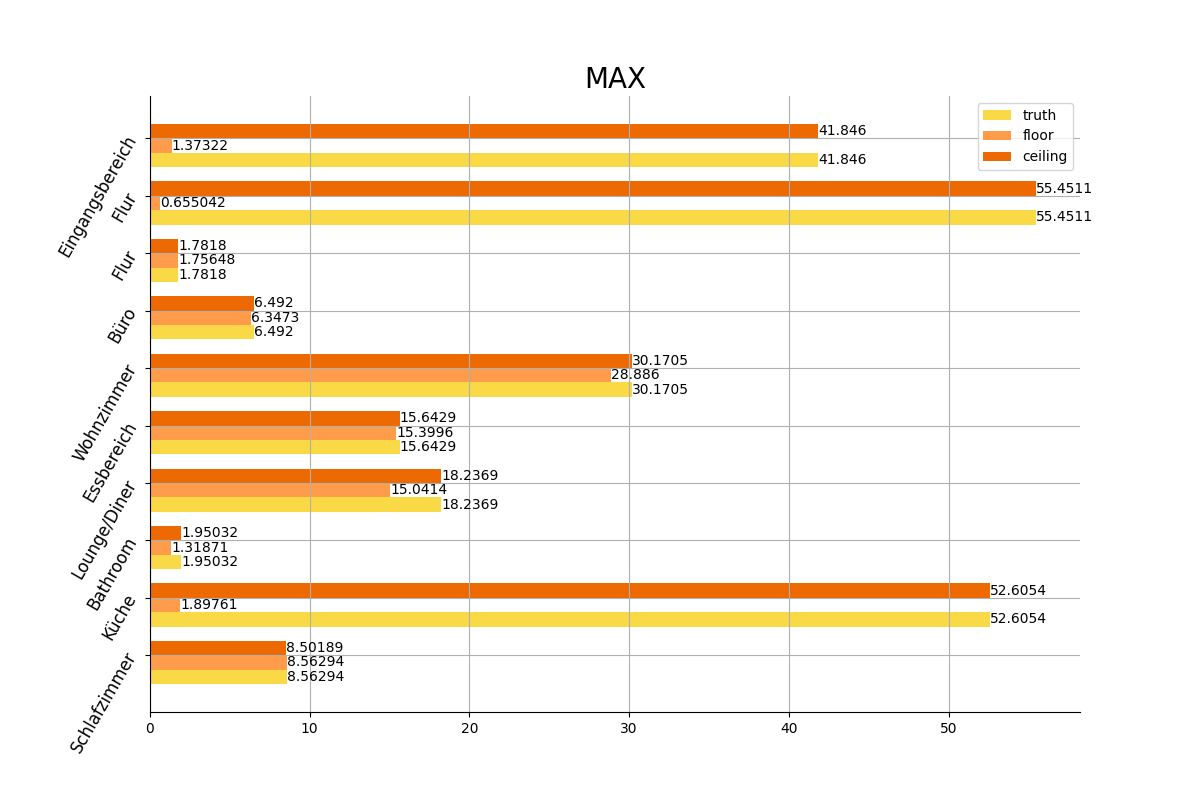 MAX
truth
floor
ceiling
Eingangsbereich
41.846
1.37322
41.846
Flur
55.4511
0.655042
55.4511
Flur
1.7818
1.75648
1.7818
Büro
6.492
6.3473
6.492
Wohnzimmer
30.1705
28.886
30.1705
Essbereich
15.6429
15.3996
15.6429
Lounge/Diner
18.2369
15.0414
18.2369
Bathroom
1.95032
1.31871
1.95032
Küche
52.6054
1.89761
52.6054
Schlafzimmer
8.50189
8.56294
8.56294
0 10 20 30 40 50